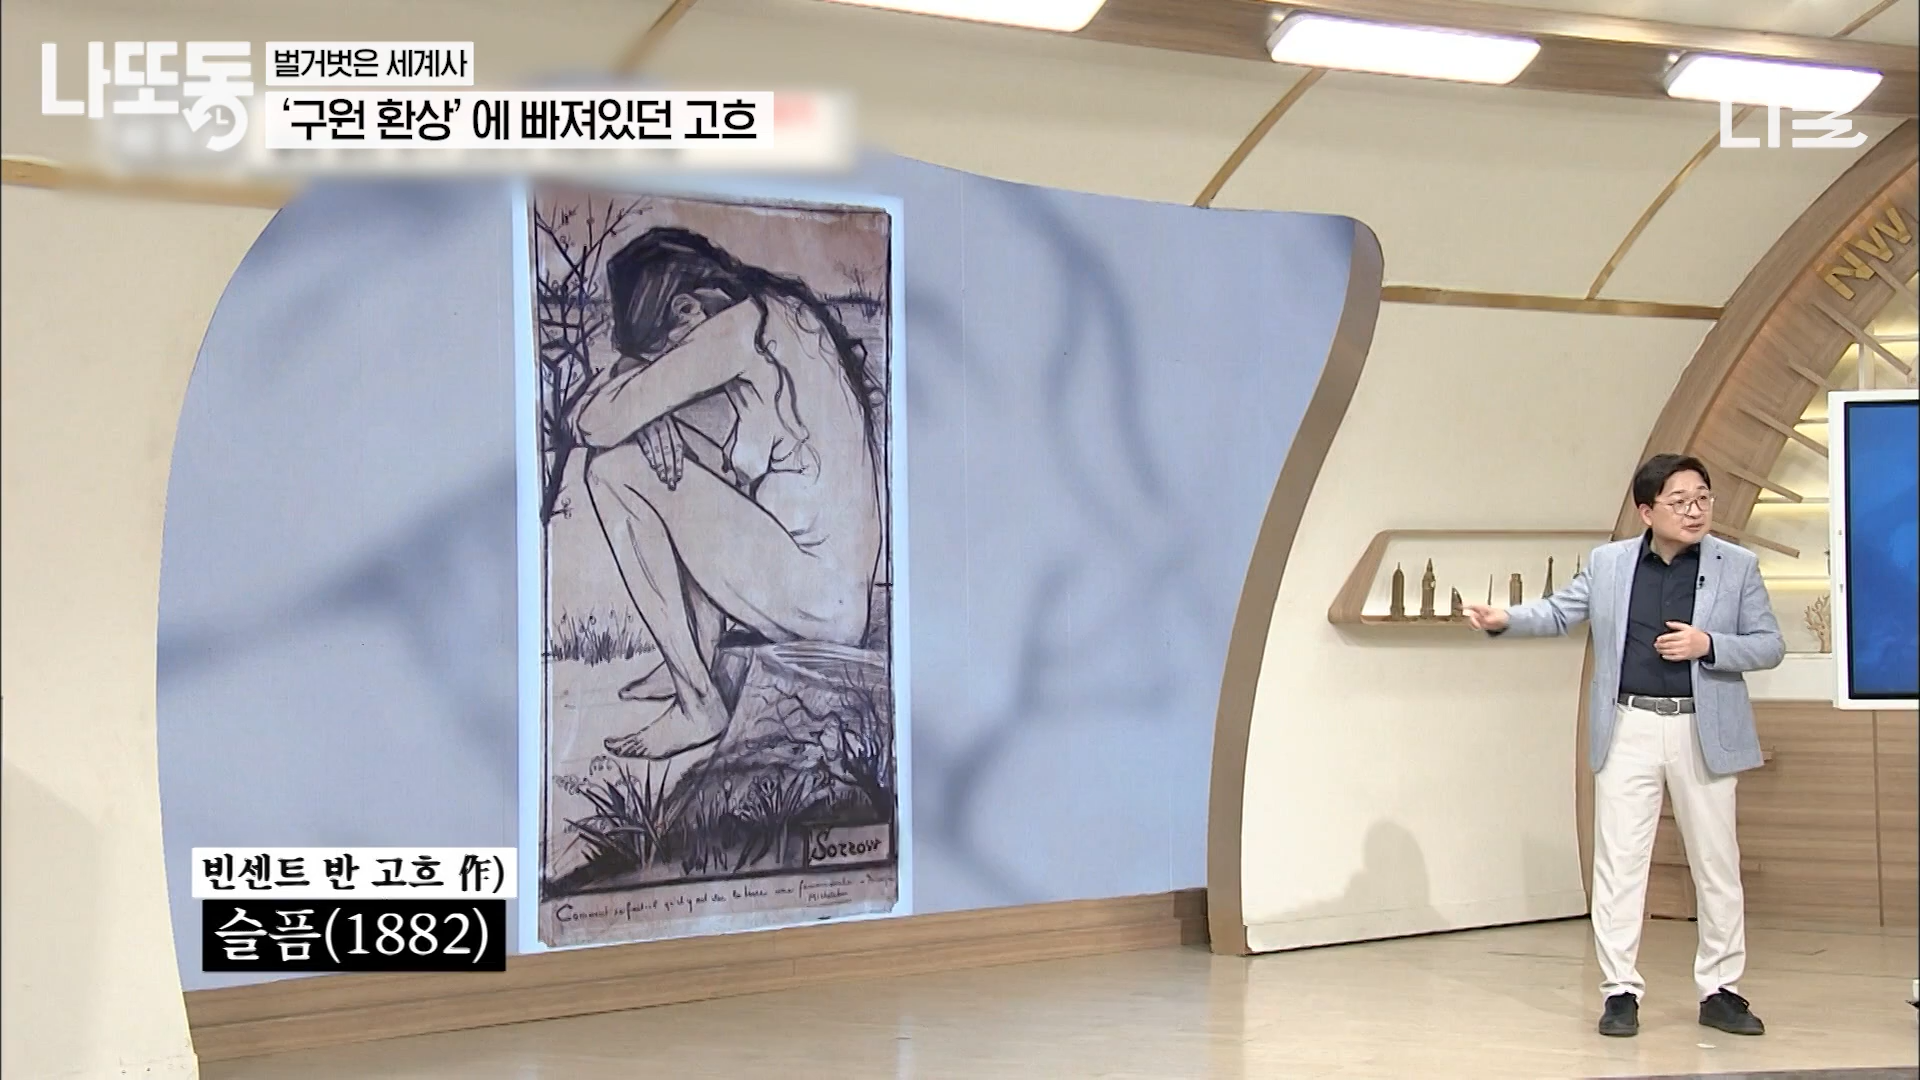 나또동
벌거벗은 세계사
‘구원 환상’ 에 빠져있던 고흐
NW
Sorrow
빈센트 반 고흐 作)
슬픔(1882)